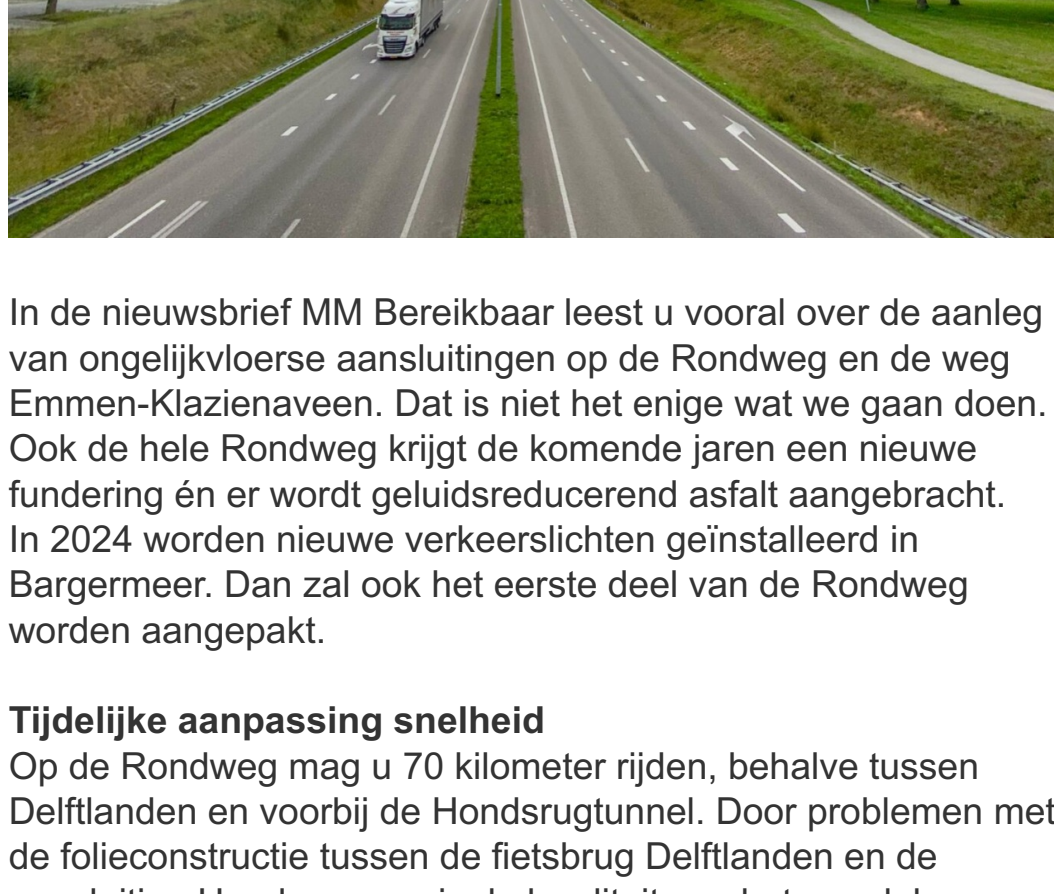 In de nieuwsbrief MM Bereikbaar leest u vooral over de aanleg
van ongelijkvloerse aansluitingen op de Rondweg en de weg
Emmen-Klazienaveen. Dat is niet het enige wat we gaan doen.
Ook de hele Rondweg krijgt de komende jaren een nieuwe
fundering én er wordt geluidsreducerend asfalt aangebracht.
In 2024 worden nieuwe verkeerslichten geïnstalleerd in
Bargermeer. Dan zal ook het eerste deel van de Rondweg
worden aangepakt.
Tijdelijke aanpassing snelheid
Op de Rondweg mag u 70 kilometer rijden, behalve tussen
Delftlanden en voorbij de Hondsrugtunnel. Door problemen met
de folieconstructie tussen de fietsbrug Delftlanden en de